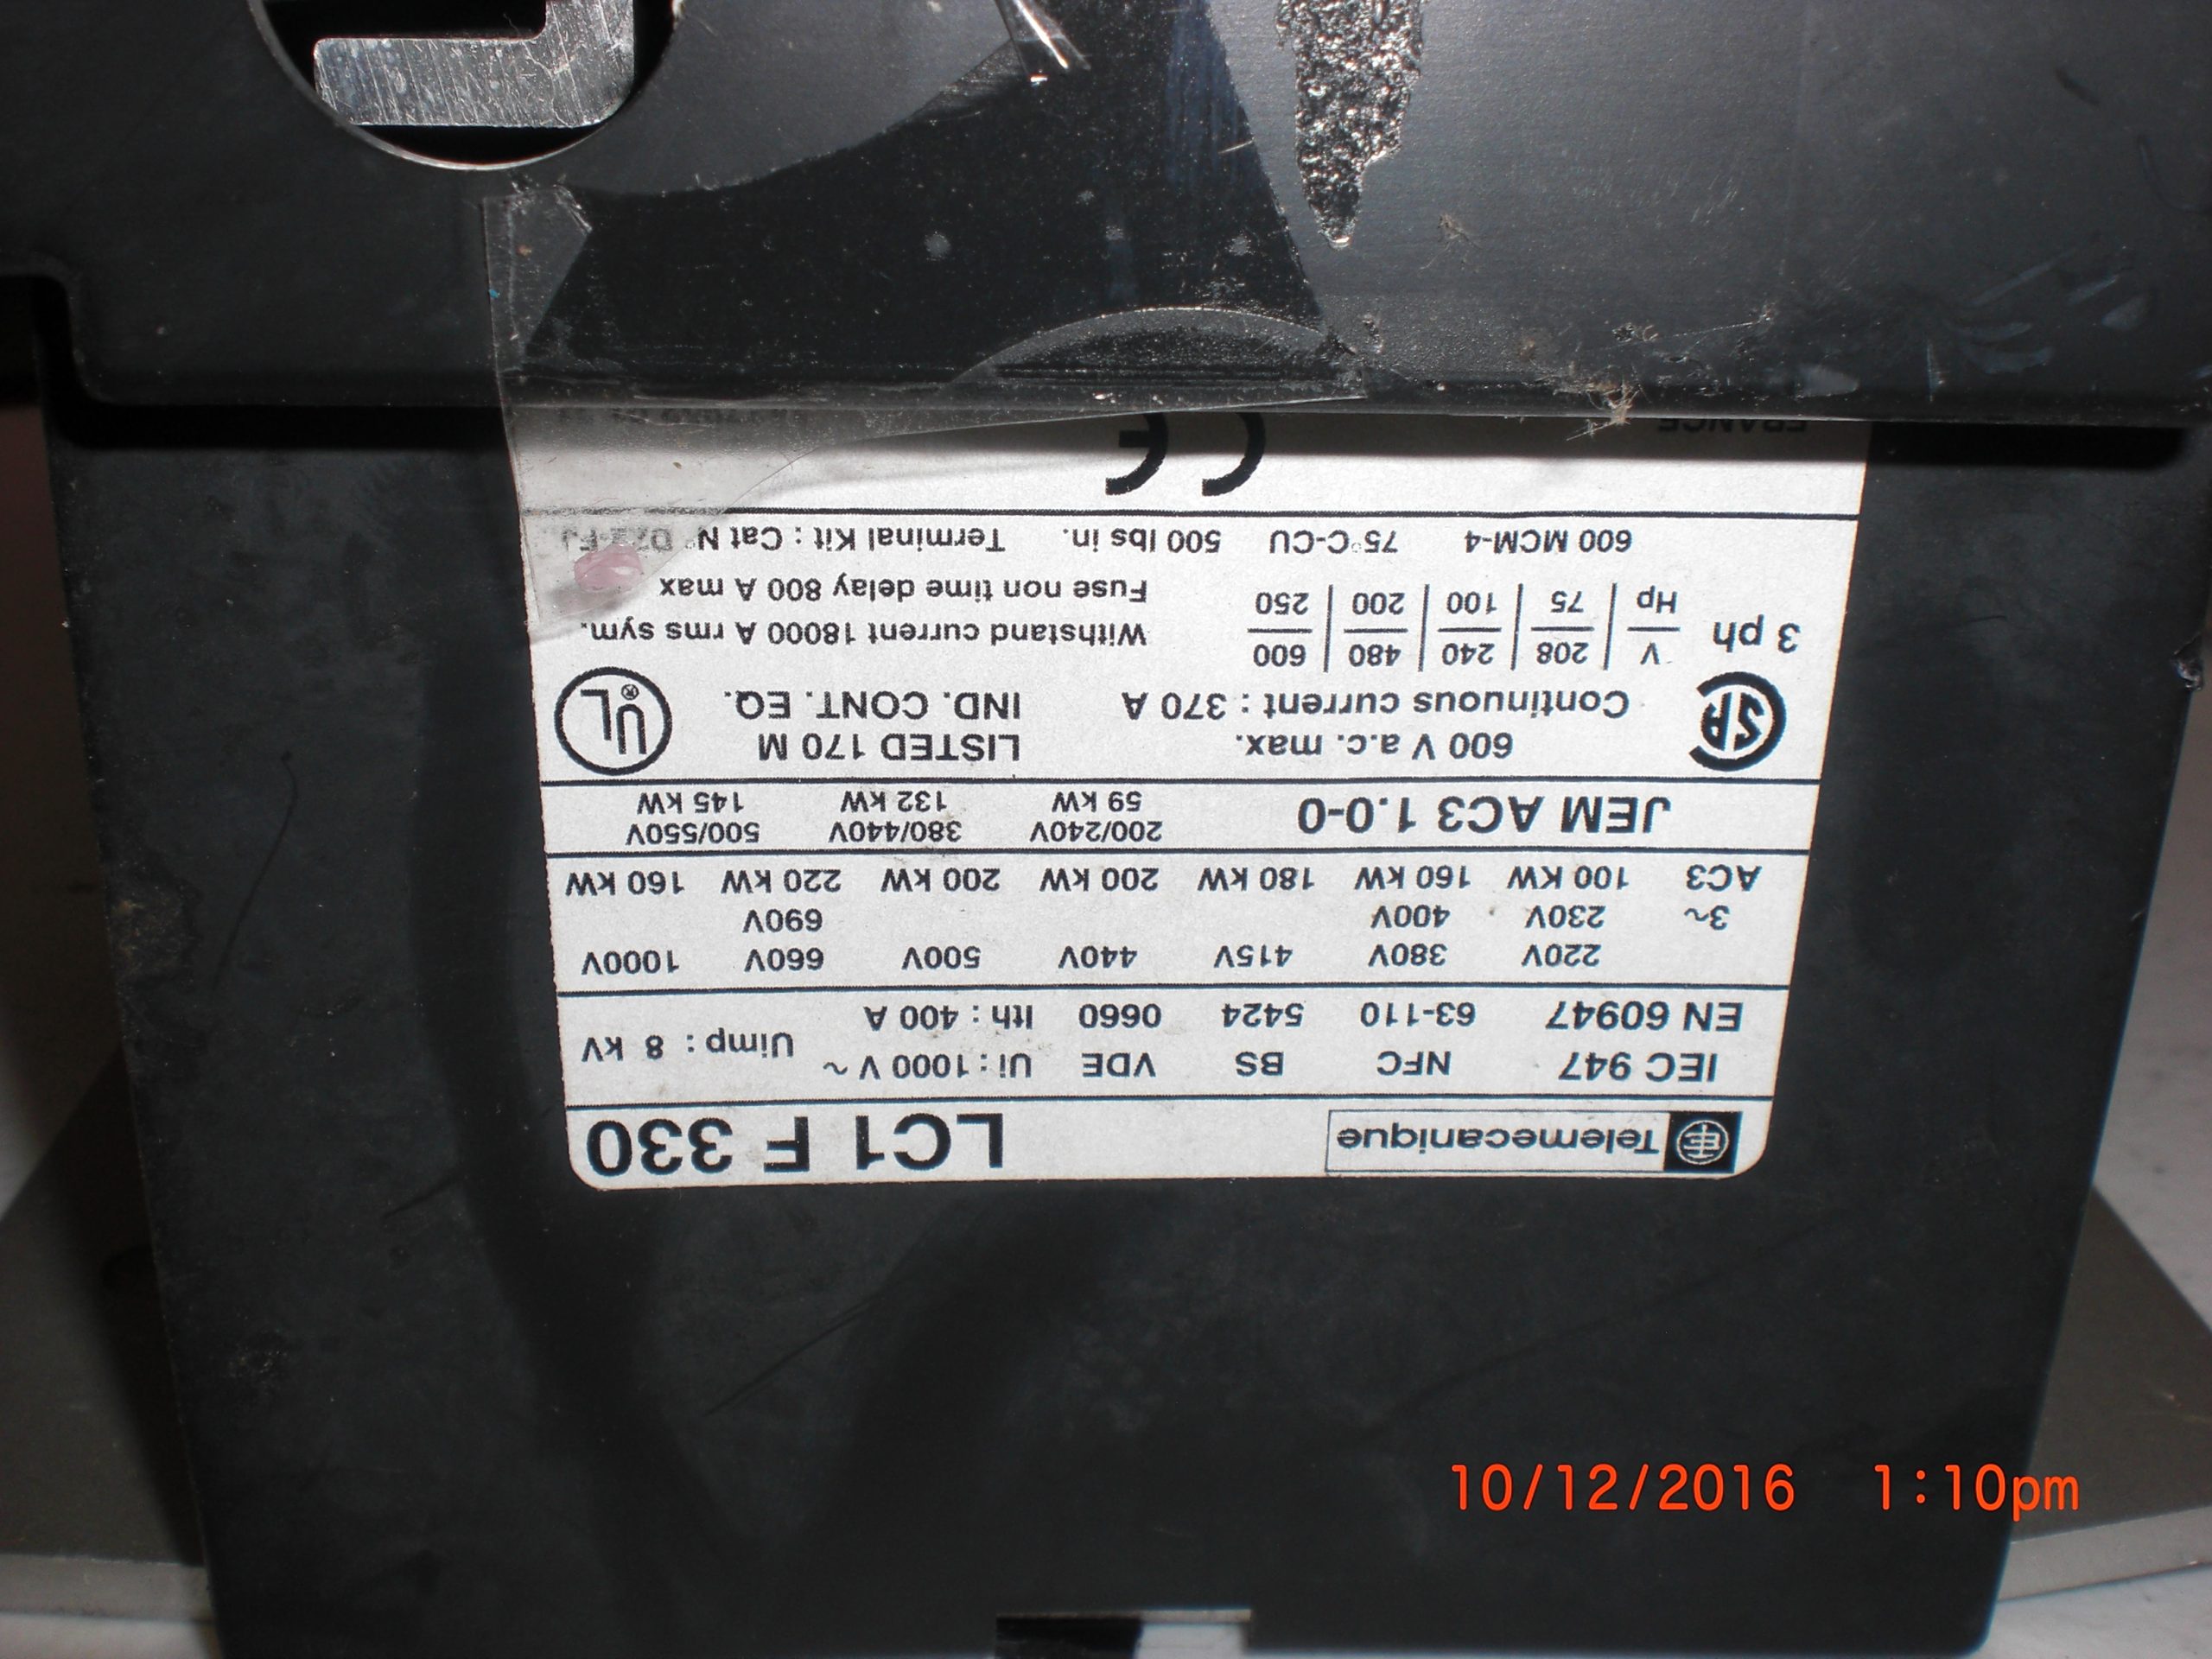 Telemecanique LC1 F 330
IEC 947 NFC BS VDE Ui : 1000 V ~ Uimp : 8 kV
EN 60947 63-110 5424 0660 Ith : 400 A
220V 380V 415V 440V 500V 660V 1000V
3~ 230V 400V 690V
AC3 100 KW 160 KW 180 kW 200 kW 200 kW 220 kW 160 kW
JEM AC3 1.0-0 200/240V 380/440V 500/550V
59 kW 132 kW 145 kW
600 V a.c. max. LISTED 170 M UL®
SA Continuous current : 370 A IND. CONT. EQ.
3 ph V 208 240 480 600 Withstand current 18000 A rms sym.
Hp 75 100 200 250 Fuse non time delay 800 A max
600 MCM-4 75°C-CU 500 lbs in. Terminal Kit : Cat N°
FRANCE CE
10/12/2016 1:10pm